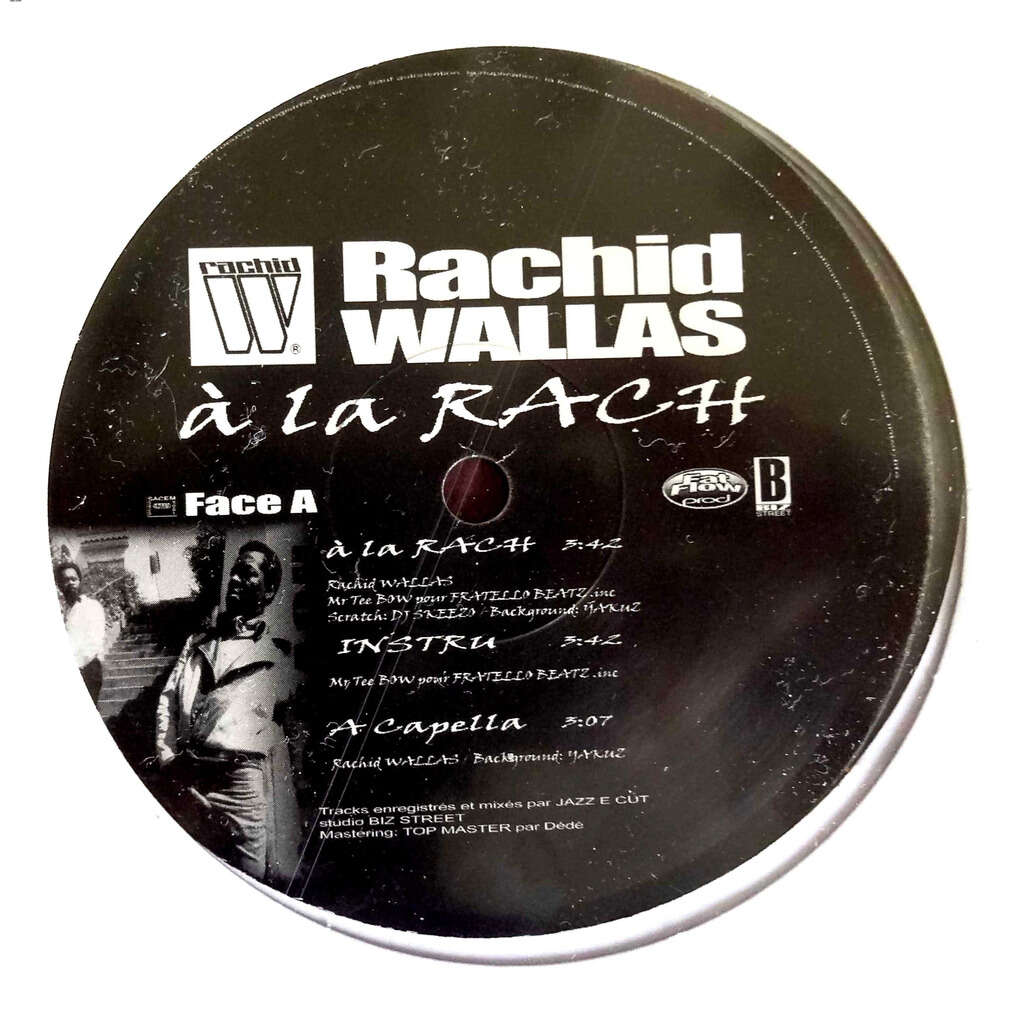 rachid
W
®
Rachid
WALLAS
à la RACH
SACEM
Face A
Fat
Flow
prod
B
BIZ
STREET
à la RACH 3:42
Rachid WALLAS
Mr Tee BOW pour FRATELLO BEATZ .inc
Scratch: DJ SKEEZO / Background: YAKUZ
INSTRU 3:42
Mr Tee BOW pour FRATELLO BEATZ .inc
A Capella 3:07
Rachid WALLAS / Background: YAKUZ
Tracks enregistrés et mixés par JAZZ E CUT
studio BIZ STREET
Mastering: TOP MASTER par Dédé